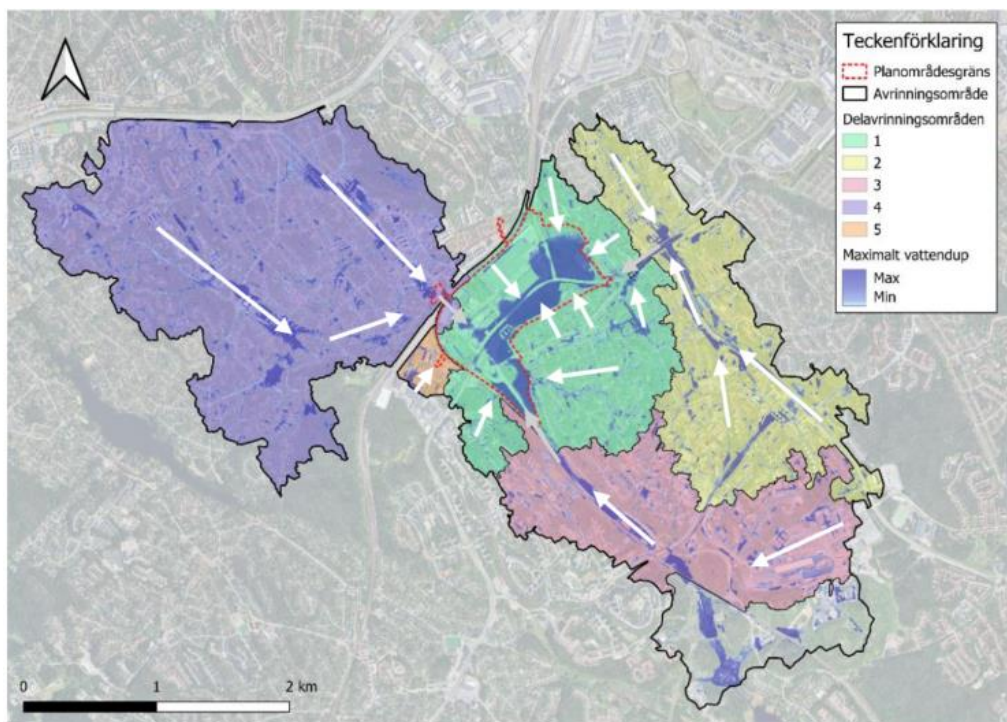 Teckenförklaring
Planområdesgräns
Avrinningsområde
Delavrinningsområden
1
2
3
4
5
Maximalt vattendup
Max
Min
0 1 2 km